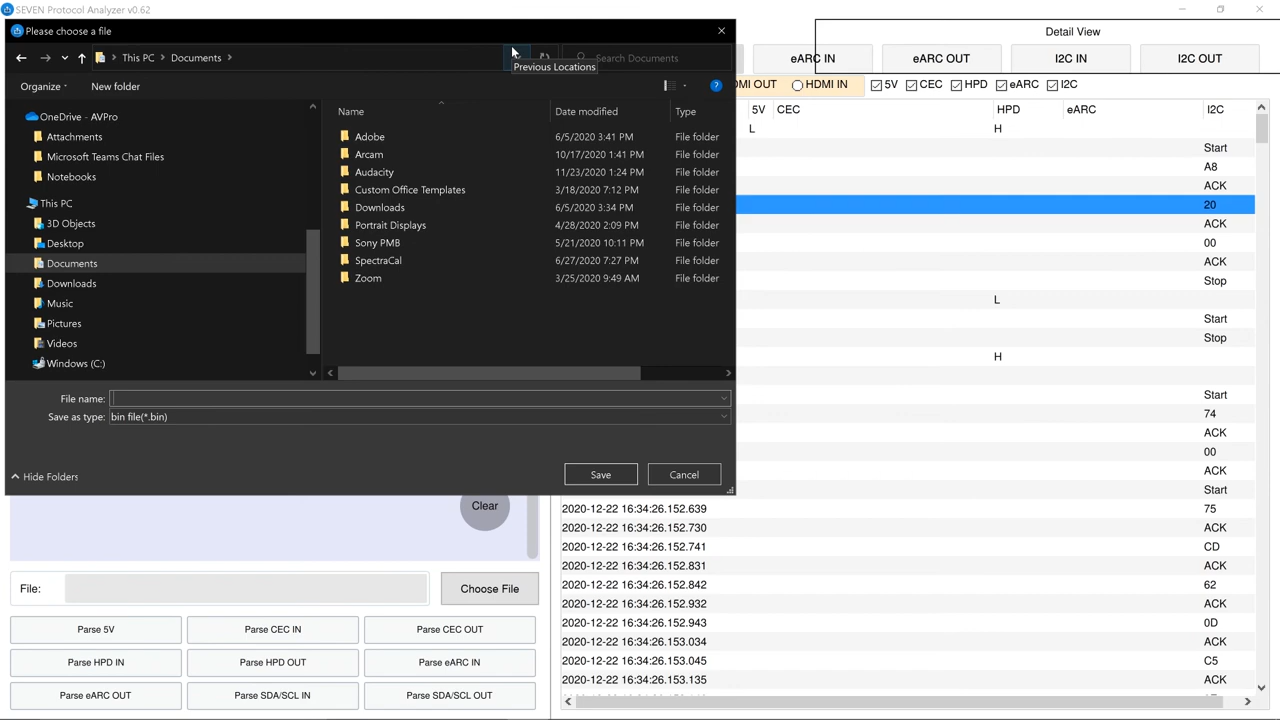 SEVEN Protocol Analyzer v0.62
Please choose a file
This PC Documents
Search Documents
Previous Locations
Organize New folder
OneDrive - AVPro
Attachments
Microsoft Teams Chat Files
Notebooks
This PC
3D Objects
Desktop
Documents
Downloads
Music
Pictures
Videos
Windows (C:)
Name Date modified Type
Adobe 6/5/2020 3:41 PM File folder
Arcam 10/17/2020 1:41 PM File folder
Audacity 11/23/2020 1:24 PM File folder
Custom Office Templates 3/18/2020 7:12 PM File folder
Downloads 6/5/2020 3:34 PM File folder
Portrait Displays 4/28/2020 2:09 PM File folder
Sony PMB 5/21/2020 10:11 PM File folder
SpectraCal 6/27/2020 7:27 PM File folder
Zoom 3/25/2020 9:49 AM File folder
File name:
Save as type: bin file(*.bin)
Hide Folders
Save Cancel
Detail View
eARC IN eARC OUT I2C IN I2C OUT
OUT HDMI IN 5V CEC HPD eARC I2C
5V CEC HPD eARC I2C
L H
Start
A8
ACK
20
ACK
00
ACK
Stop
L
Start
Stop
H
Start
74
ACK
00
ACK
Start
2020-12-22 16:34:26.152.639 75
2020-12-22 16:34:26.152.730 ACK
2020-12-22 16:34:26.152.741 CD
2020-12-22 16:34:26.152.831 ACK
2020-12-22 16:34:26.152.842 62
2020-12-22 16:34:26.152.932 ACK
2020-12-22 16:34:26.152.943 0D
2020-12-22 16:34:26.153.034 ACK
2020-12-22 16:34:26.153.045 C5
2020-12-22 16:34:26.153.135 ACK
Clear
File: Choose File
Parse 5V Parse CEC IN Parse CEC OUT
Parse HPD IN Parse HPD OUT Parse eARC IN
Parse eARC OUT Parse SDA/SCL IN Parse SDA/SCL OUT